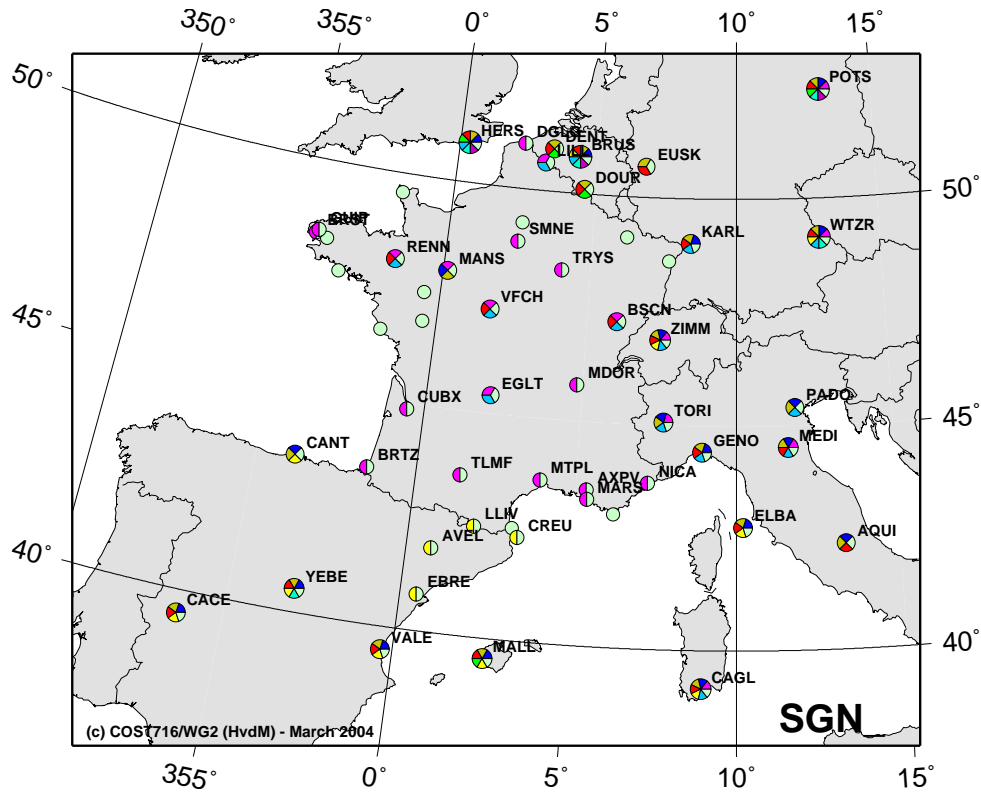 350°
355°
0°
5°
10°
15°
50°
POTS
HERS
DGLG
DENT
BRUS
EUSK
DOUR
50°
SMNE
KARL
WTZR
BRST
RENN
MANS
TRYS
VFCH
BSCN
ZIMM
45°
MDOR
EGLT
CUBX
TORI
PADO
45°
CANT
BRTZ
TLMF
MTPL
AXPV
MARS
NICA
GENO
MEDI
LLIV
CREU
AVEL
ELBA
AQUI
40°
YEBE
EBRE
CACE
VALE
MALL
40°
CAGL
SGN
(c) COST716/WG2 (HvdM) - March 2004
355°
0°
5°
10°
15°